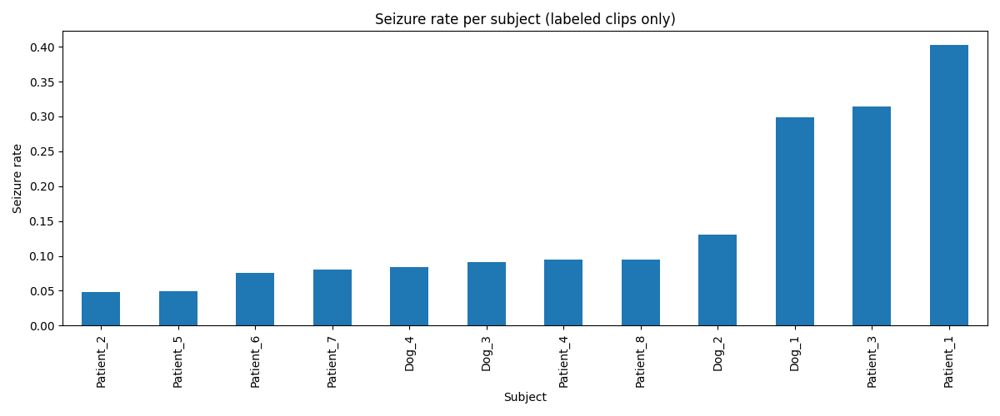 Seizure rate per subject (labeled clips only)
Seizure rate
0.40
0.35
0.30
0.25
0.20
0.15
0.10
0.05
0.00
Patient_2
Patient_5
Patient_6
Patient_7
Dog_4
Dog_3
Patient_4
Patient_8
Dog_2
Dog_1
Patient_3
Patient_1
Subject